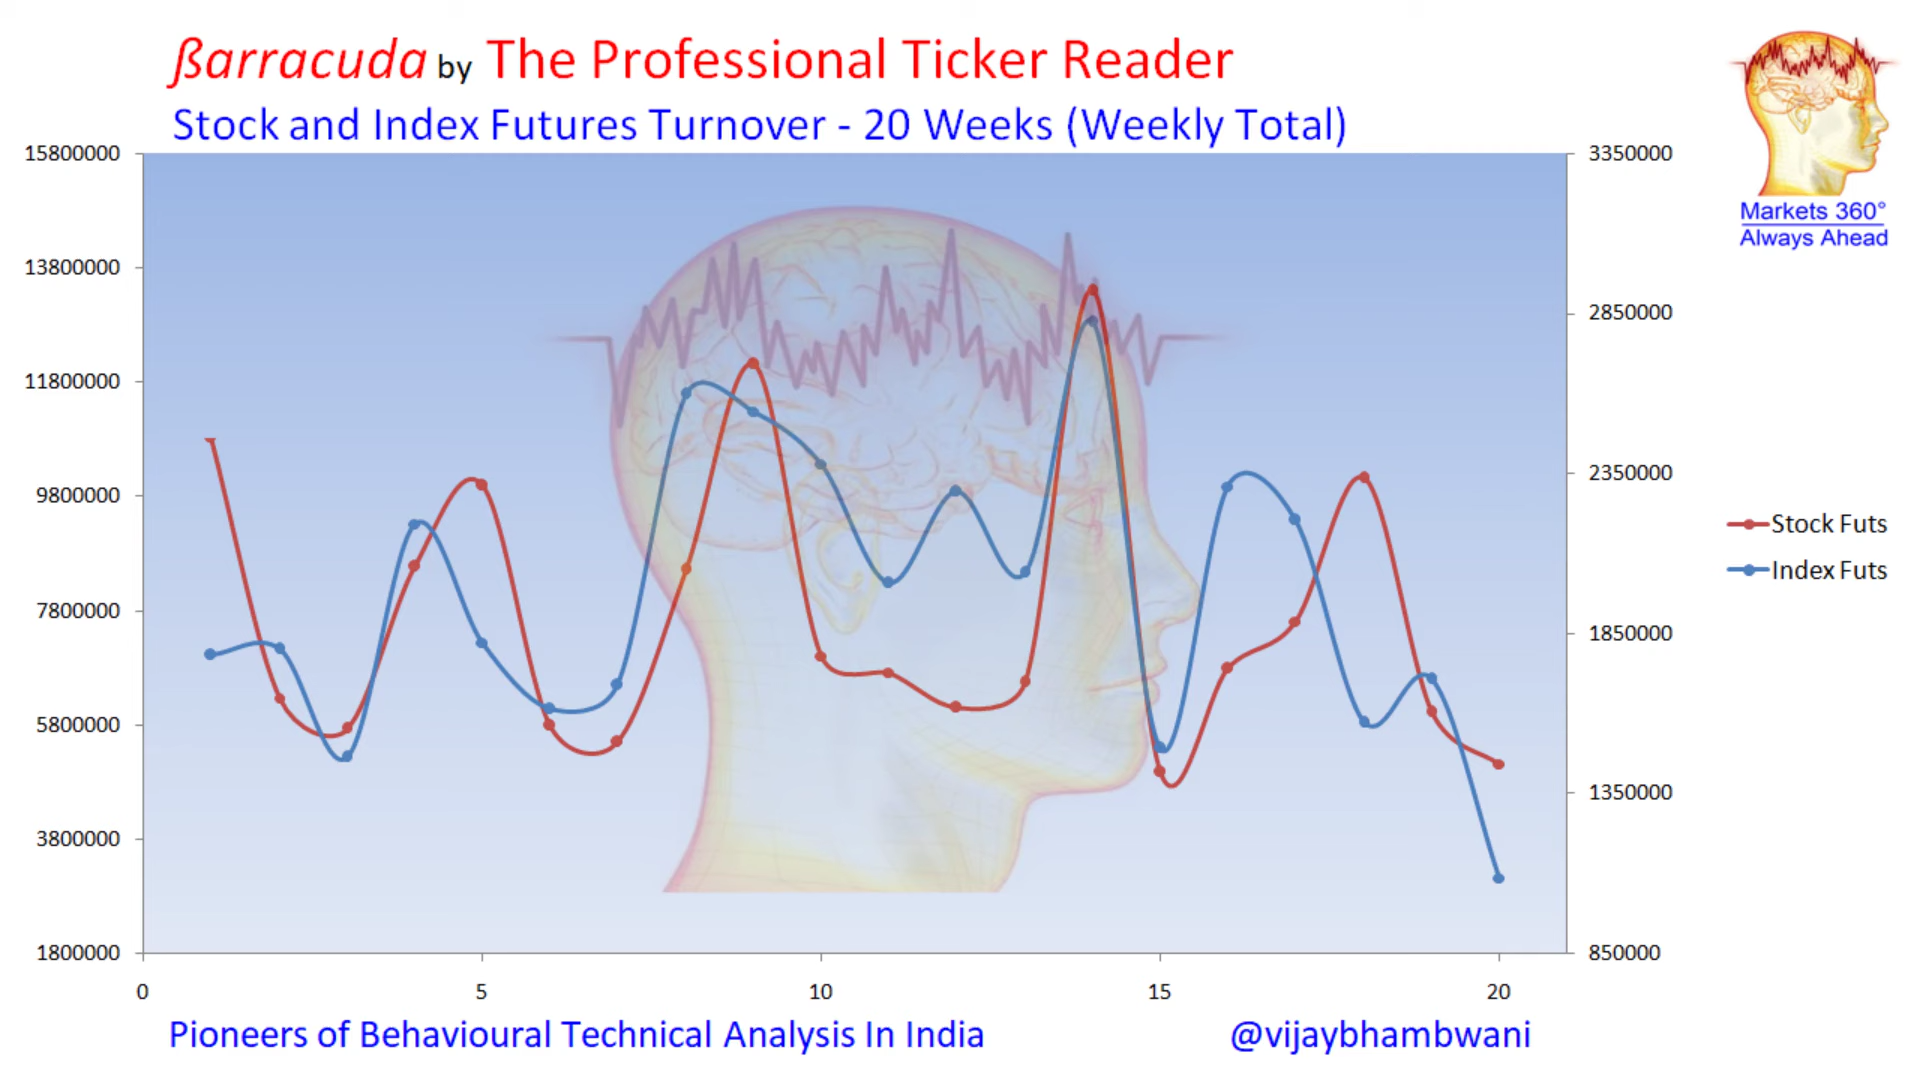 ßarracuda by The Professional Ticker Reader
Stock and Index Futures Turnover - 20 Weeks (Weekly Total)
Markets 360°
Always Ahead
15800000
13800000
11800000
9800000
7800000
5800000
3800000
1800000
3350000
2850000
2350000
1850000
1350000
850000
Stock Futs
Index Futs
0 5 10 15 20
Pioneers of Behavioural Technical Analysis In India @vijaybhambwani